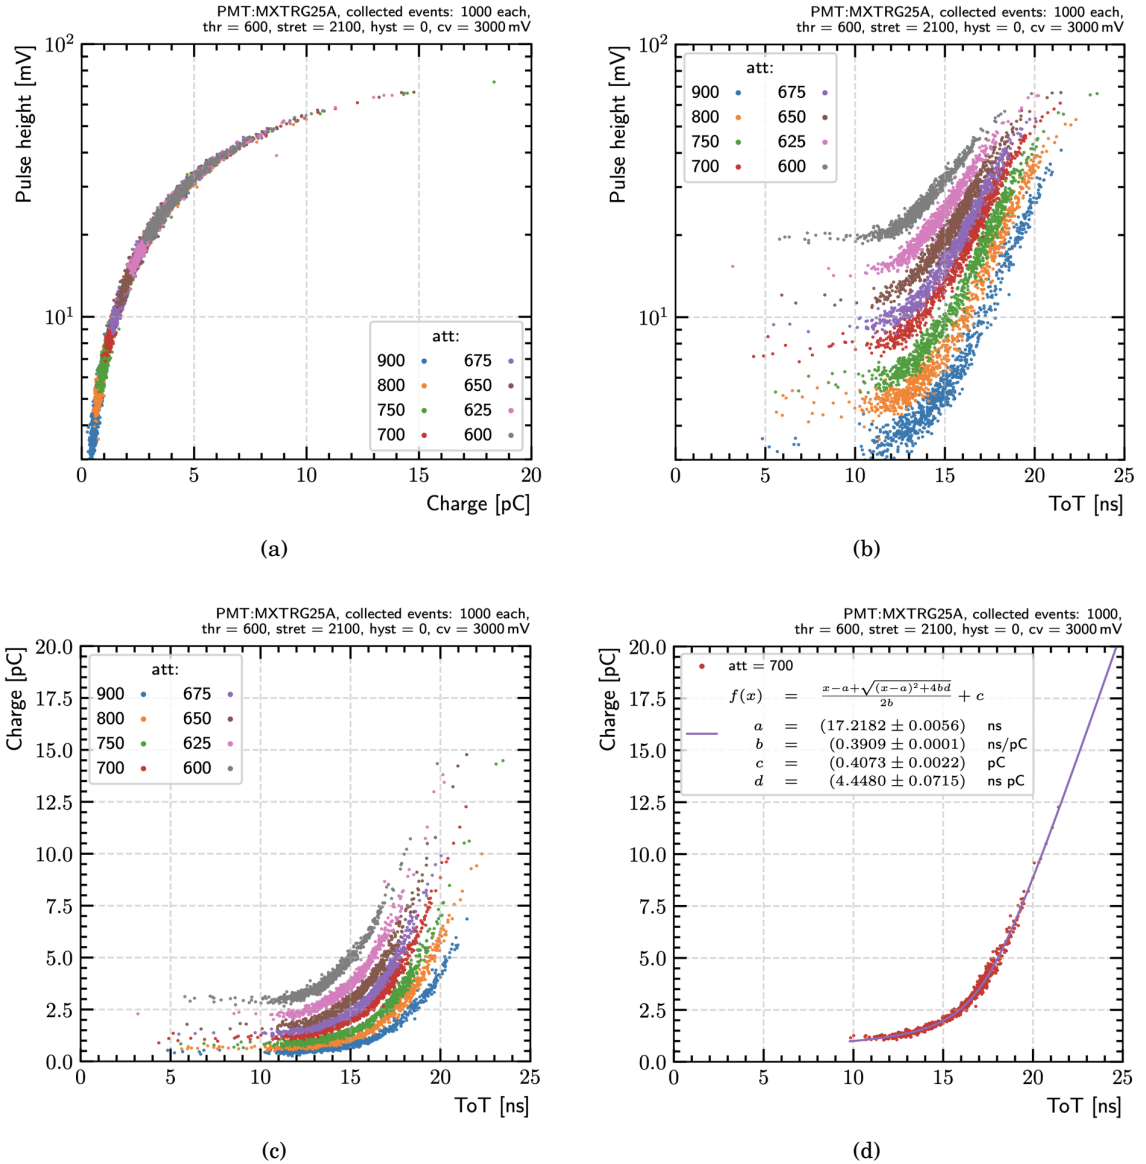 PMT:MXTRG25A, collected events: 1000 each,
thr = 600, stret = 2100, hyst = 0, cv = 3000 mV
10²
10¹
Pulse height [mV]
att:
900 675
800 650
750 625
700 600
0 5 10 15 20
Charge [pC]
(a)
PMT:MXTRG25A, collected events: 1000 each,
thr = 600, stret = 2100, hyst = 0, cv = 3000 mV
10²
10¹
Pulse height [mV]
att:
900 675
800 650
750 625
700 600
0 5 10 15 20 25
ToT [ns]
(b)
PMT:MXTRG25A, collected events: 1000 each,
thr = 600, stret = 2100, hyst = 0, cv = 3000 mV
Charge [pC]
20.0
17.5
15.0
12.5
10.0
7.5
5.0
2.5
0.0
att:
900 675
800 650
750 625
700 600
0 5 10 15 20 25
ToT [ns]
(c)
PMT:MXTRG25A, collected events: 1000,
thr = 600, stret = 2100, hyst = 0, cv = 3000 mV
Charge [pC]
20.0
17.5
15.0
12.5
10.0
7.5
5.0
2.5
0.0
att = 700
f(x) = x−a+√(x−a)²+4bd / 2b + c
a = (17.2182 ± 0.0056) ns
b = (0.3909 ± 0.0001) ns/pC
c = (0.4073 ± 0.0022) pC
d = (4.4480 ± 0.0715) ns pC
0 5 10 15 20 25
ToT [ns]
(d)